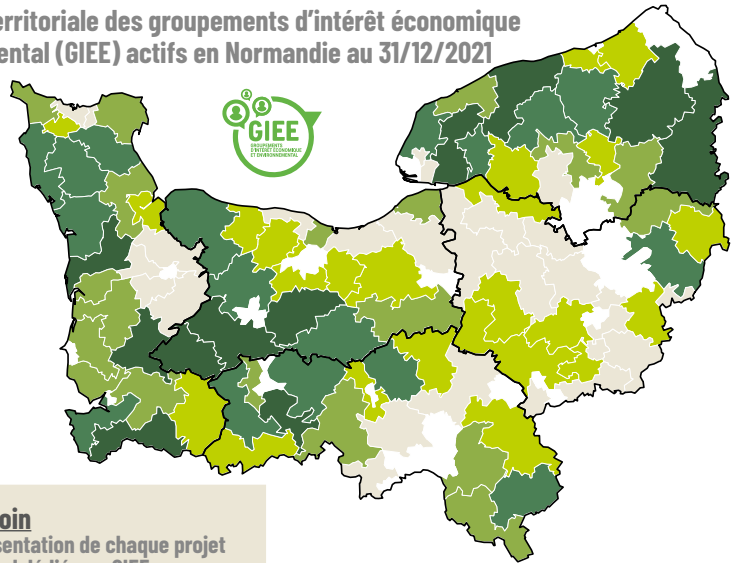 erritoriale des groupements d'intérêt économique
ental (GIEE) actifs en Normandie au 31/12/2021
GIEE
GROUPEMENTS
D'INTÉRÊT ÉCONOMIQUE
ET ENVIRONNEMENTAL
oin
sentation de chaque projet